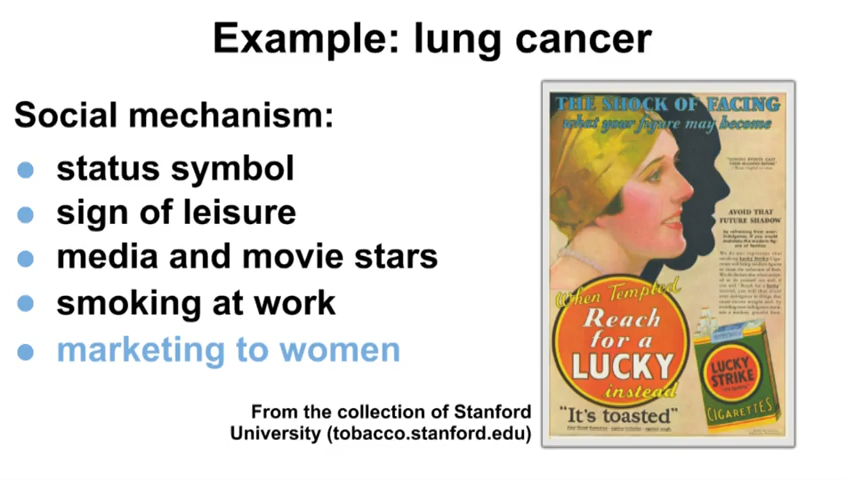 Example: lung cancer
Social mechanism:
status symbol
sign of leisure
media and movie stars
smoking at work
marketing to women
From the collection of Stanford
University (tobacco.stanford.edu)
THE SHOCK OF FACING
what your figure may become
AVOID THAT
FUTURE SHADOW
When Tempted
Reach
for a
LUCKY
instead
"It's toasted"
LUCKY
STRIKE
CIGARETTES